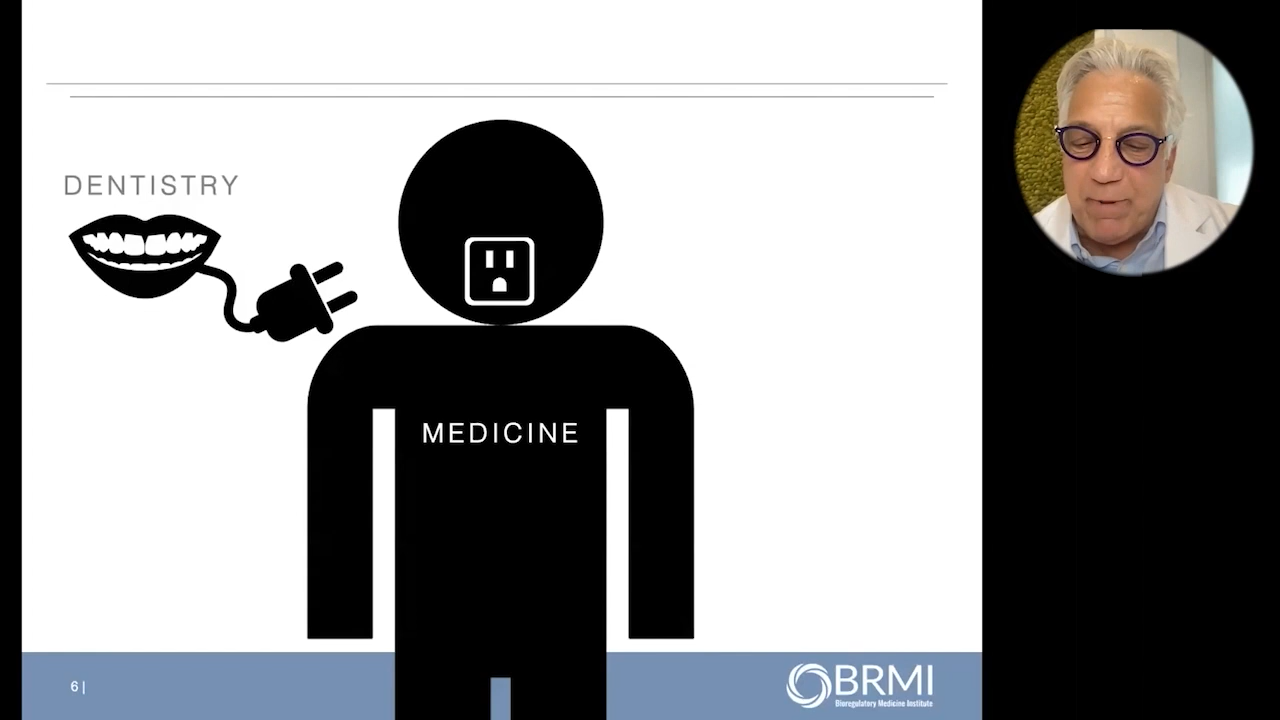 DENTISTRY
MEDICINE
6 |
BRMI
Bioregulatory Medicine Institute